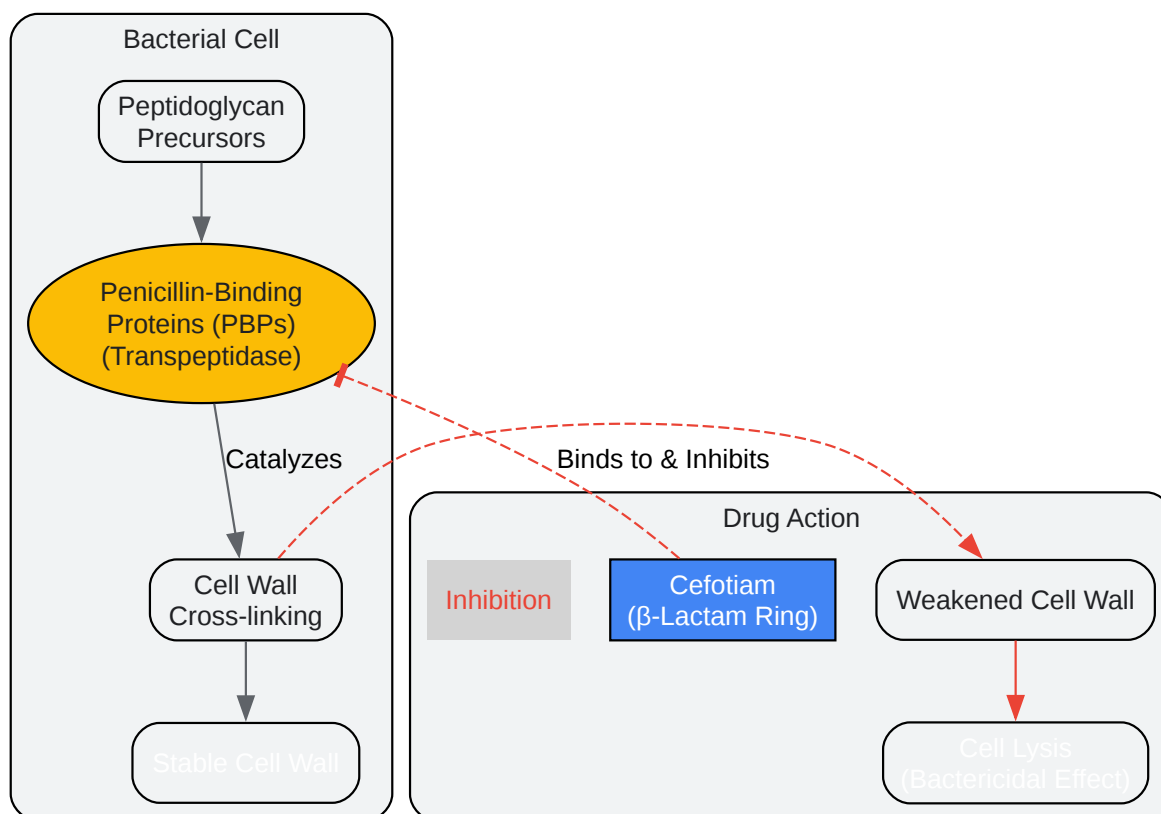 Bacterial Cell
Peptidoglycan
Precursors
Penicillin-Binding
Proteins (PBPs)
(Transpeptidase)
Catalyzes
Binds to & Inhibits
Cell Wall
Cross-linking
Stable Cell Wall
Drug Action
Inhibition
Cefotiam
(β-Lactam Ring)
Weakened Cell Wall
Cell Lysis
(Bactericidal Effect)